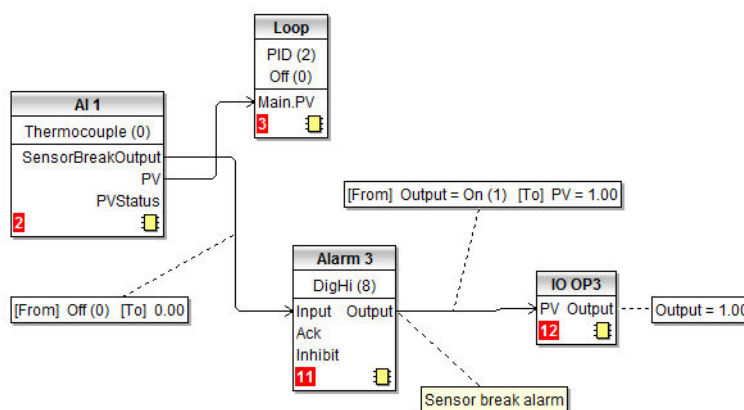 Loop
PID (2)
Off (0)
Main.PV
3
AI 1
Thermocouple (0)
SensorBreakOutput
PV
PVStatus
2
[From] Output = On (1) [To] PV = 1.00
Alarm 3
DigHi (8)
Input Output
Ack
Inhibit
11
IO OP3
PV Output
12
[From] Off (0) [To] 0.00
Output = 1.00
Sensor break alarm